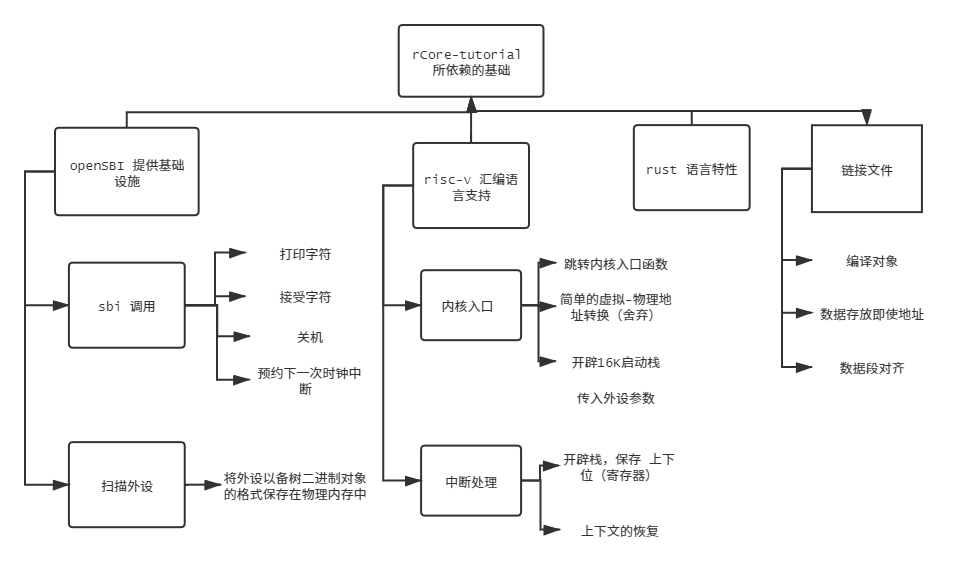 rCore-tutorial
所依赖的基础
openSBI 提供基础
设施
risc-v 汇编语
言支持
rust 语言特性
链接文件
sbi 调用
打印字符
接受字符
关机
预约下一次时钟中
断
扫描外设
将外设以备树二进制对象
的格式保存在物理内存中
内核入口
跳转内核入口函数
简单的虚拟-物理地
址转换（舍弃）
开辟16K启动栈
传入外设参数
中断处理
开辟栈，保存 上下
位（寄存器）
上下文的恢复
编译对象
数据存放即使地址
数据段对齐